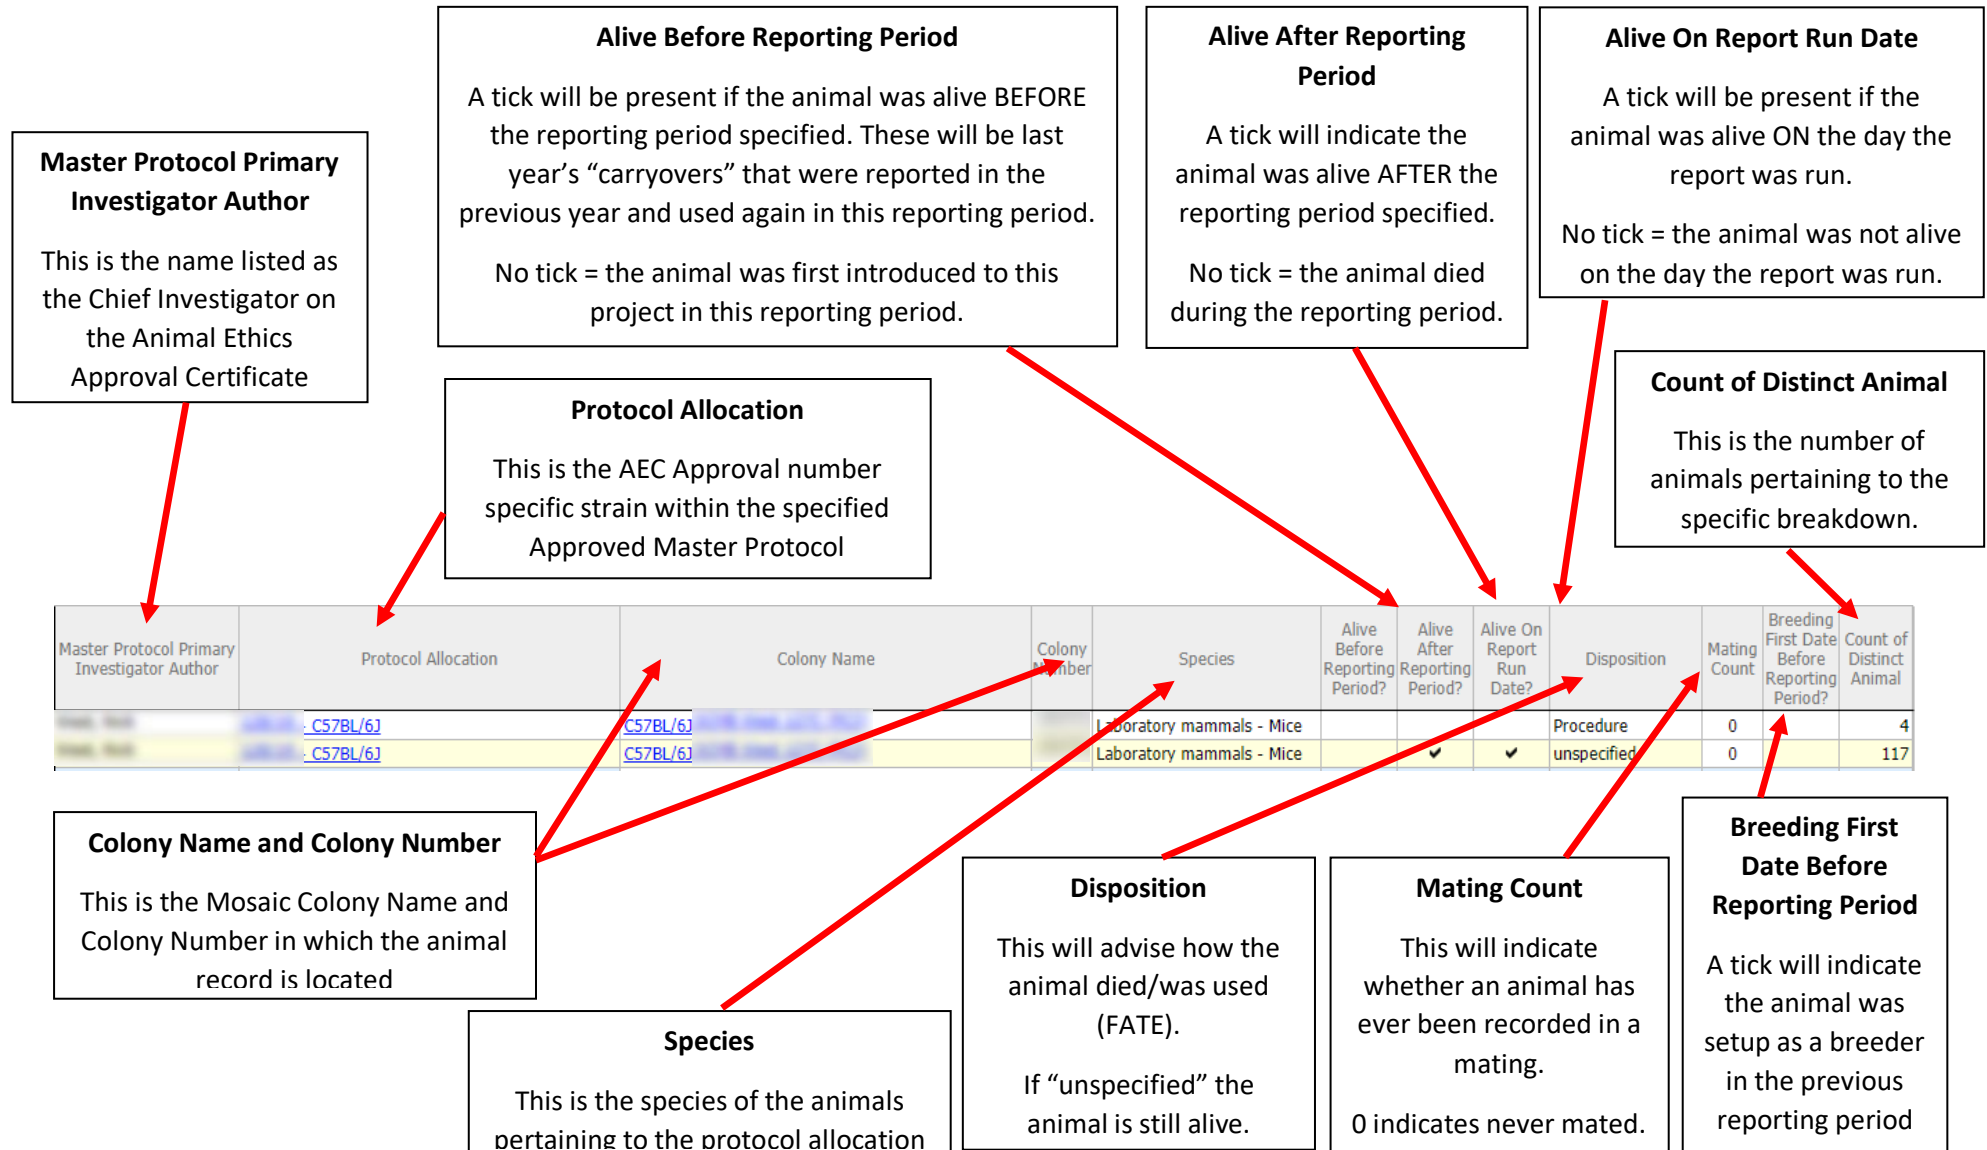 Alive Before Reporting Period
A tick will be present if the animal was alive BEFORE
the reporting period specified. These will be last
year’s “carryovers” that were reported in the
previous year and used again in this reporting period.
No tick = the animal was first introduced to this
project in this reporting period.
Alive After Reporting
Period
A tick will indicate the
animal was alive AFTER the
reporting period specified.
No tick = the animal died
during the reporting period.
Alive On Report Run Date
A tick will be present if the
animal was alive ON the day the
report was run.
No tick = the animal was not alive
on the day the report was run.
Master Protocol Primary
Investigator Author
This is the name listed as
the Chief Investigator on
the Animal Ethics
Approval Certificate
Protocol Allocation
This is the AEC Approval number
specific strain within the specified
Approved Master Protocol
Count of Distinct Animal
This is the number of
animals pertaining to the
specific breakdown.
Master Protocol Primary
Investigator Author
Protocol Allocation
Colony Name
Colony
Number
Species
Alive
Before
Reporting
Period?
Alive
After
Reporting
Period?
Alive On
Report
Run
Date?
Disposition
Mating
Count
Breeding
First Date
Before
Reporting
Period?
Count of
Distinct
Animal
- C57BL/6J C57BL/6J Laboratory mammals - Mice Procedure 0 4
- C57BL/6J C57BL/6J Laboratory mammals - Mice ✔ ✔ unspecified 0 117
Colony Name and Colony Number
This is the Mosaic Colony Name and
Colony Number in which the animal
record is located
Species
This is the species of the animals
pertaining to the protocol allocation
Disposition
This will advise how the
animal died/was used
(FATE).
If “unspecified” the
animal is still alive.
Mating Count
This will indicate
whether an animal has
ever been recorded in a
mating.
0 indicates never mated.
Breeding First
Date Before
Reporting Period
A tick will indicate
the animal was
setup as a breeder
in the previous
reporting period